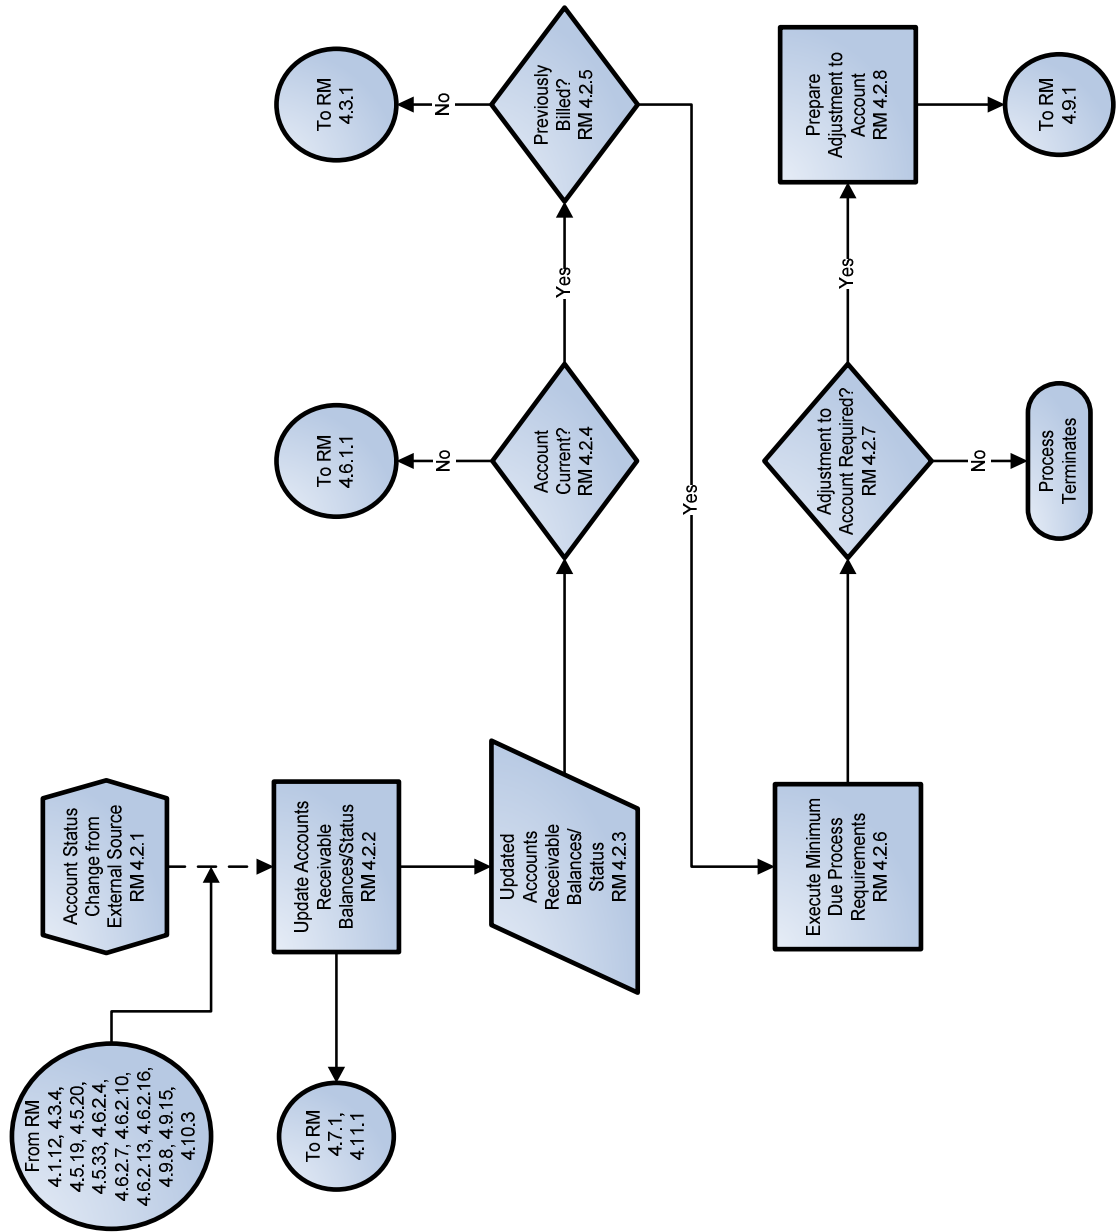 From RM
4.1.12, 4.3.4,
4.5.19, 4.5.20,
4.5.33, 4.6.2.4,
4.6.2.7, 4.6.2.10,
4.6.2.13, 4.6.2.16,
4.9.8, 4.9.15,
4.10.3
Account Status
Change from
External Source
RM 4.2.1
To RM
4.7.1,
4.11.1
Update Accounts
Receivable
Balances/Status
RM 4.2.2
Updated
Accounts
Receivable
Balances/
Status
RM 4.2.3
To RM
4.6.1.1
No
Account
Current?
RM 4.2.4
Yes
To RM
4.3.1
No
Previously
Billed?
RM 4.2.5
Yes
Execute Minimum
Due Process
Requirements
RM 4.2.6
Adjustment to
Account Required?
RM 4.2.7
No
Process
Terminates
Yes
Prepare
Adjustment to
Account
RM 4.2.8
To RM
4.9.1